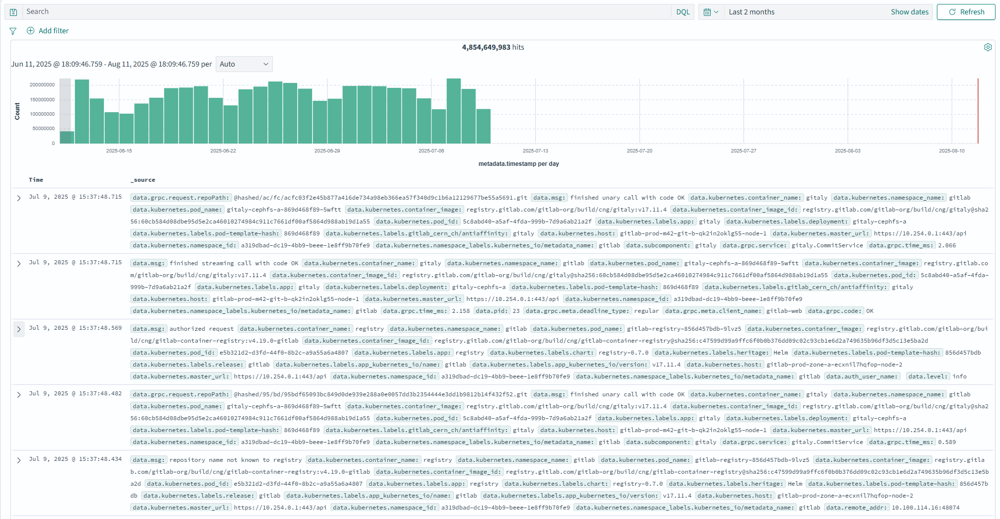 Search DQL Last 2 months Show dates Refresh
Add filter
4,854,649,983 hits
Jun 11, 2025 @ 18:09:46.759 - Aug 11, 2025 @ 18:09:46.759 per Auto
Count
200000000
150000000
100000000
50000000
0
2025-06-15 2025-06-22 2025-06-29 2025-07-06 2025-07-13 2025-07-20 2025-07-27 2025-08-03 2025-08-10
metadata.timestamp per day
Time _source
Jul 9, 2025 @ 15:37:48.715 data.grpc.request.repoPath: @hashed/ac/fc/acfc03f2e45b877a416de734a98eb366ea57f340d9c1b6a12129677be55a5691.git data.msg: finished unary call with code OK data.kubernetes.container_name: gitaly data.kubernetes.namespace_name: gitlab
data.kubernetes.pod_name: gitaly-cephfs-a-869d468f89-5wftt data.kubernetes.container_image: registry.gitlab.com/gitlab-org/build/cng/gitaly:v17.11.4 data.kubernetes.container_image_id: registry.gitlab.com/gitlab-org/build/cng/gitaly@sha2
56:60cb584d08dbe95d5e2ca46010274984c911c7661df00af5864d988ab19d1a55 data.kubernetes.pod_id: 5c8abd40-a5af-4fda-999b-7d9a6ab21a2f data.kubernetes.labels.app: gitaly data.kubernetes.labels.deployment: gitaly-cephfs-a
data.kubernetes.labels.pod-template-hash: 869d468f89 data.kubernetes.labels.gitlab_cern_ch/antiaffinity: gitaly data.kubernetes.host: gitlab-prod-m42-git-b-qk2in2oklg55-node-1 data.kubernetes.master_url: https://10.254.0.1:443/api
data.kubernetes.namespace_id: a319dbad-dc19-4bb9-beee-1e8ff9b70fe9 data.kubernetes.namespace_labels.kubernetes_io/metadata_name: gitlab data.subcomponent: gitaly data.grpc.service: gitaly.CommitService data.grpc.time_ms: 2.066
Jul 9, 2025 @ 15:37:48.715 data.msg: finished streaming call with code OK data.kubernetes.container_name: gitaly data.kubernetes.namespace_name: gitlab data.kubernetes.pod_name: gitaly-cephfs-a-869d468f89-5wftt data.kubernetes.container_image: registry.gitlab.co
m/gitlab-org/build/cng/gitaly:v17.11.4 data.kubernetes.container_image_id: registry.gitlab.com/gitlab-org/build/cng/gitaly@sha256:60cb584d08dbe95d5e2ca46010274984c911c7661df00af5864d988ab19d1a55 data.kubernetes.pod_id: 5c8abd40-a5af-4fda-
999b-7d9a6ab21a2f data.kubernetes.labels.app: gitaly data.kubernetes.labels.deployment: gitaly-cephfs-a data.kubernetes.labels.pod-template-hash: 869d468f89 data.kubernetes.labels.gitlab_cern_ch/antiaffinity: gitaly
data.kubernetes.host: gitlab-prod-m42-git-b-qk2in2oklg55-node-1 data.kubernetes.master_url: https://10.254.0.1:443/api data.kubernetes.namespace_id: a319dbad-dc19-4bb9-beee-1e8ff9b70fe9
data.kubernetes.namespace_labels.kubernetes_io/metadata_name: gitlab data.grpc.time_ms: 2.158 data.pid: 23 data.grpc.meta.deadline_type: regular data.grpc.meta.client_name: gitlab-web data.grpc.code: OK
Jul 9, 2025 @ 15:37:48.569 data.msg: authorized request data.kubernetes.container_name: registry data.kubernetes.namespace_name: gitlab data.kubernetes.pod_name: gitlab-registry-856d457bdb-9lvz5 data.kubernetes.container_image: registry.gitlab.com/gitlab-org/bui
ld/cng/gitlab-container-registry:v4.19.0-gitlab data.kubernetes.container_image_id: registry.gitlab.com/gitlab-org/build/cng/gitlab-container-registry@sha256:c47599d99a9ffc6f0b0b376dd09c02c93cb1e6d2a749635b96df3d5c13e5ba2d
data.kubernetes.pod_id: e5b321d2-d3fd-44f0-8b2c-a9a55a6a4807 data.kubernetes.labels.app: registry data.kubernetes.labels.chart: registry-0.7.0 data.kubernetes.labels.heritage: Helm data.kubernetes.labels.pod-template-hash: 856d457bdb
data.kubernetes.labels.release: gitlab data.kubernetes.labels.app_kubernetes_io/name: gitlab data.kubernetes.labels.app_kubernetes_io/version: v17.11.4 data.kubernetes.host: gitlab-prod-zone-a-ecxnil7hqfop-node-2
data.kubernetes.master_url: https://10.254.0.1:443/api data.kubernetes.namespace_id: a319dbad-dc19-4bb9-beee-1e8ff9b70fe9 data.kubernetes.namespace_labels.kubernetes_io/metadata_name: gitlab data.auth_user_name: data.level: info
Jul 9, 2025 @ 15:37:48.482 data.grpc.request.repoPath: @hashed/95/bd/95bdf65093bc849d0de939e288a0e0057dd3b2354444e3dd1b9812b14f432f52.git data.msg: finished unary call with code OK data.kubernetes.container_name: gitaly data.kubernetes.namespace_name: gitlab
data.kubernetes.pod_name: gitaly-cephfs-a-869d468f89-5wftt data.kubernetes.container_image: registry.gitlab.com/gitlab-org/build/cng/gitaly:v17.11.4 data.kubernetes.container_image_id: registry.gitlab.com/gitlab-org/build/cng/gitaly@sha2
56:60cb584d08dbe95d5e2ca46010274984c911c7661df00af5864d988ab19d1a55 data.kubernetes.pod_id: 5c8abd40-a5af-4fda-999b-7d9a6ab21a2f data.kubernetes.labels.app: gitaly data.kubernetes.labels.deployment: gitaly-cephfs-a
data.kubernetes.labels.pod-template-hash: 869d468f89 data.kubernetes.labels.gitlab_cern_ch/antiaffinity: gitaly data.kubernetes.host: gitlab-prod-m42-git-b-qk2in2oklg55-node-1 data.kubernetes.master_url: https://10.254.0.1:443/api
data.kubernetes.namespace_id: a319dbad-dc19-4bb9-beee-1e8ff9b70fe9 data.kubernetes.namespace_labels.kubernetes_io/metadata_name: gitlab data.subcomponent: gitaly data.grpc.service: gitaly.CommitService data.grpc.time_ms: 0.589
Jul 9, 2025 @ 15:37:48.434 data.msg: repository name not known to registry data.kubernetes.container_name: registry data.kubernetes.namespace_name: gitlab data.kubernetes.pod_name: gitlab-registry-856d457bdb-9lvz5 data.kubernetes.container_image: registry.gitla
b.com/gitlab-org/build/cng/gitlab-container-registry:v4.19.0-gitlab data.kubernetes.container_image_id: registry.gitlab.com/gitlab-org/build/cng/gitlab-container-registry@sha256:c47599d99a9ffc6f0b0b376dd09c02c93cb1e6d2a749635b96df3d5c13e5b
a2d data.kubernetes.pod_id: e5b321d2-d3fd-44f0-8b2c-a9a55a6a4807 data.kubernetes.labels.app: registry data.kubernetes.labels.chart: registry-0.7.0 data.kubernetes.labels.heritage: Helm data.kubernetes.labels.pod-template-hash: 856d457b
db data.kubernetes.labels.release: gitlab data.kubernetes.labels.app_kubernetes_io/name: gitlab data.kubernetes.labels.app_kubernetes_io/version: v17.11.4 data.kubernetes.host: gitlab-prod-zone-a-ecxnil7hqfop-node-2
data.kubernetes.master_url: https://10.254.0.1:443/api data.kubernetes.namespace_id: a319dbad-dc19-4bb9-beee-1e8ff9b70fe9 data.kubernetes.namespace_labels.kubernetes_io/metadata_name: gitlab data.remote_addr: 10.100.114.16:48074